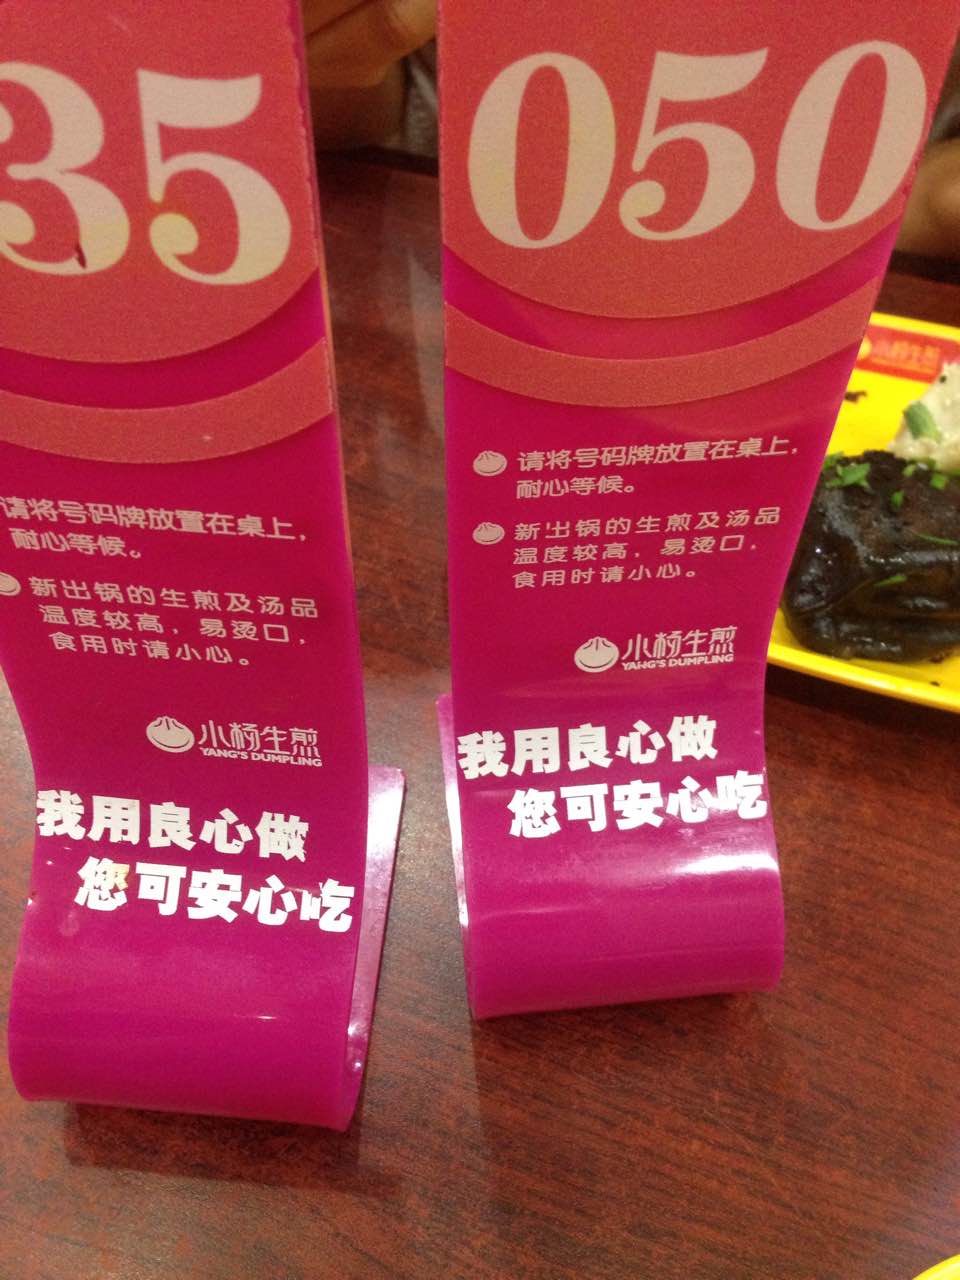 35
请将号码牌放置在桌上，
耐心等候。
新出锅的生煎及汤品
温度较高，易烫口，
食用时请小心。
小杨生煎
YANG'S DUMPLING
我用良心做
您可安心吃
050
请将号码牌放置在桌上，
耐心等候。
新出锅的生煎及汤品
温度较高，易烫口，
食用时请小心。
小杨生煎
YANG'S DUMPLING
我用良心做
您可安心吃
小杨生煎